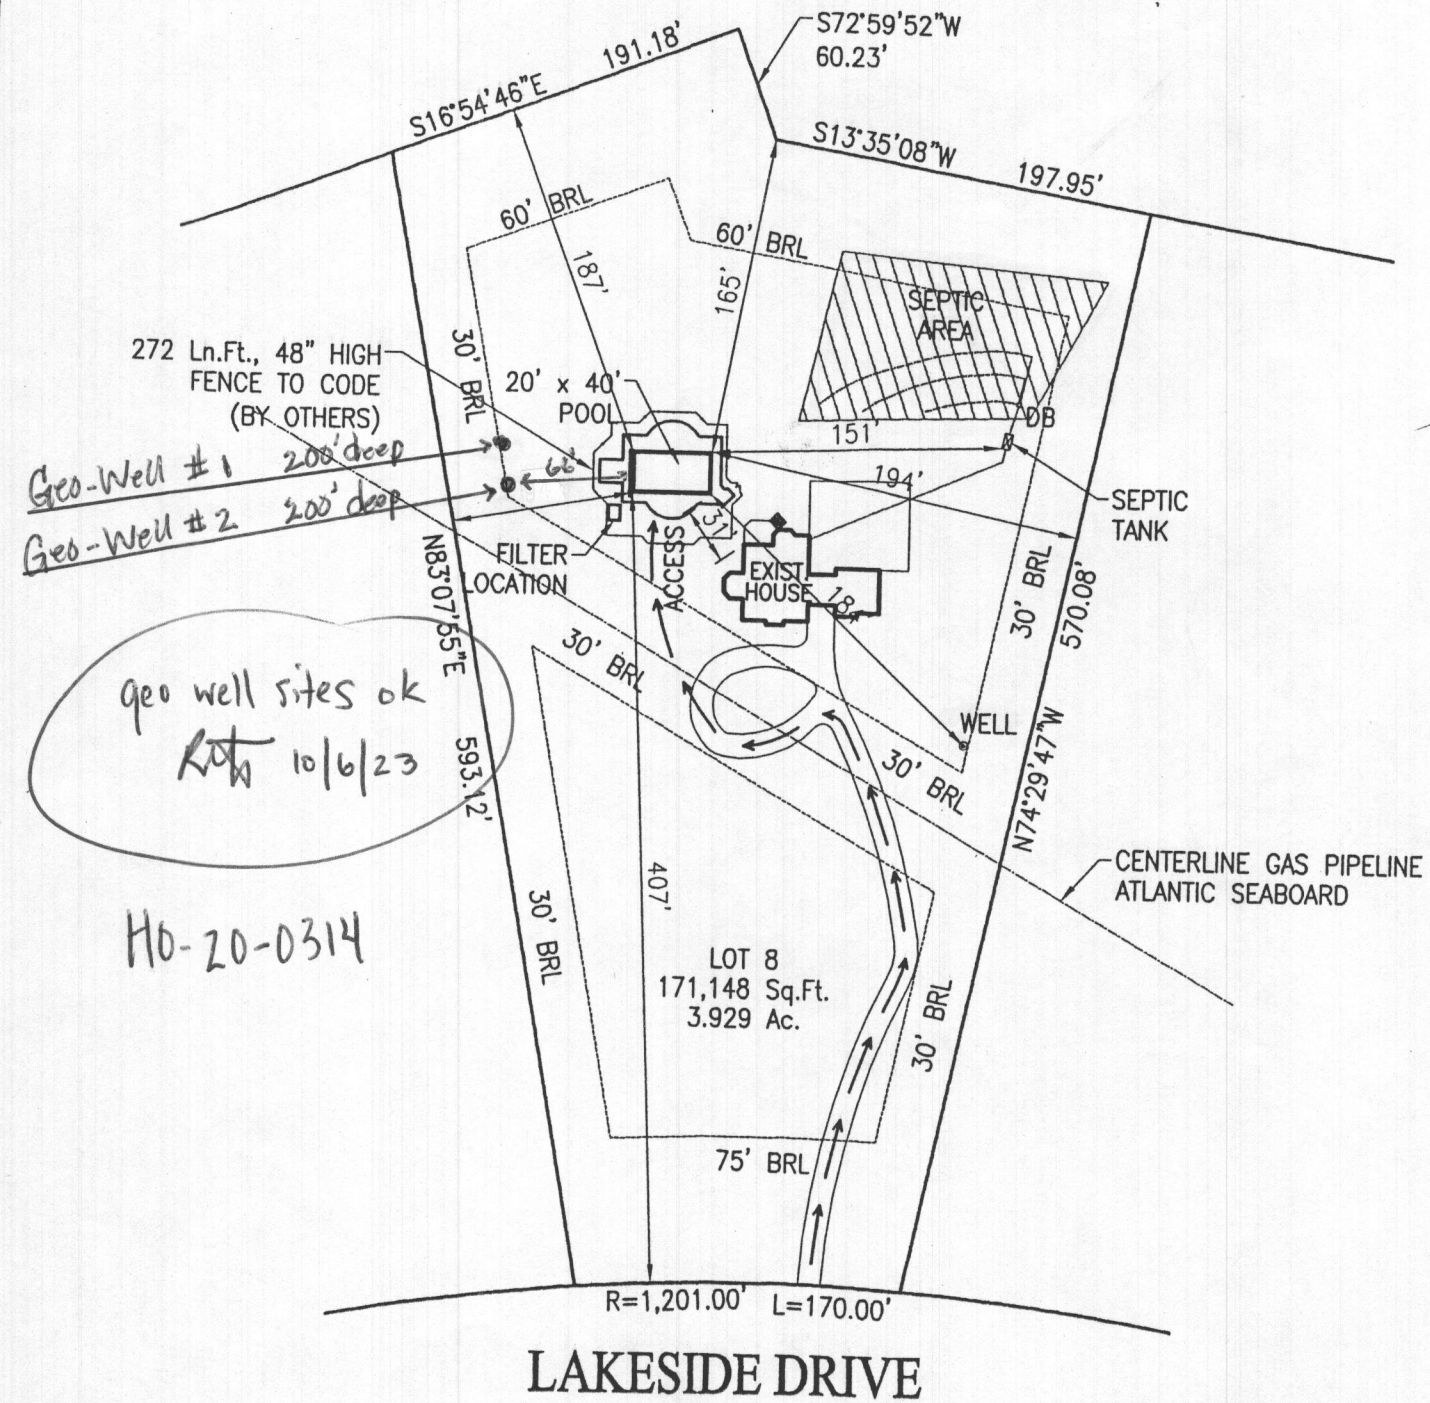 S72°59'52"W
60.23'
191.18'
S16°54'46"E
S13°35'08"W
197.95'
60' BRL
60' BRL
187'
165'
SEPTIC
AREA
272 Ln.Ft., 48" HIGH
FENCE TO CODE
(BY OTHERS)
30' BRL
20' x 40'
POOL
DB
151'
Geo-Well #1 200' deep
66'
194'
Geo-Well #2 200' deep
SEPTIC
TANK
31'
FILTER
LOCATION
ACCESS
EXIST
HOUSE
30' BRL
570.08'
N83°07'55"E
30' BRL
geo well sites ok
10/6/23
WELL
N74°29'47"W
593.12'
30' BRL
CENTERLINE GAS PIPELINE
ATLANTIC SEABOARD
407'
30' BRL
HO-20-0314
LOT 8
171,148 Sq.Ft.
3.929 Ac.
30' BRL
75' BRL
R=1,201.00' L=170.00'
LAKESIDE DRIVE